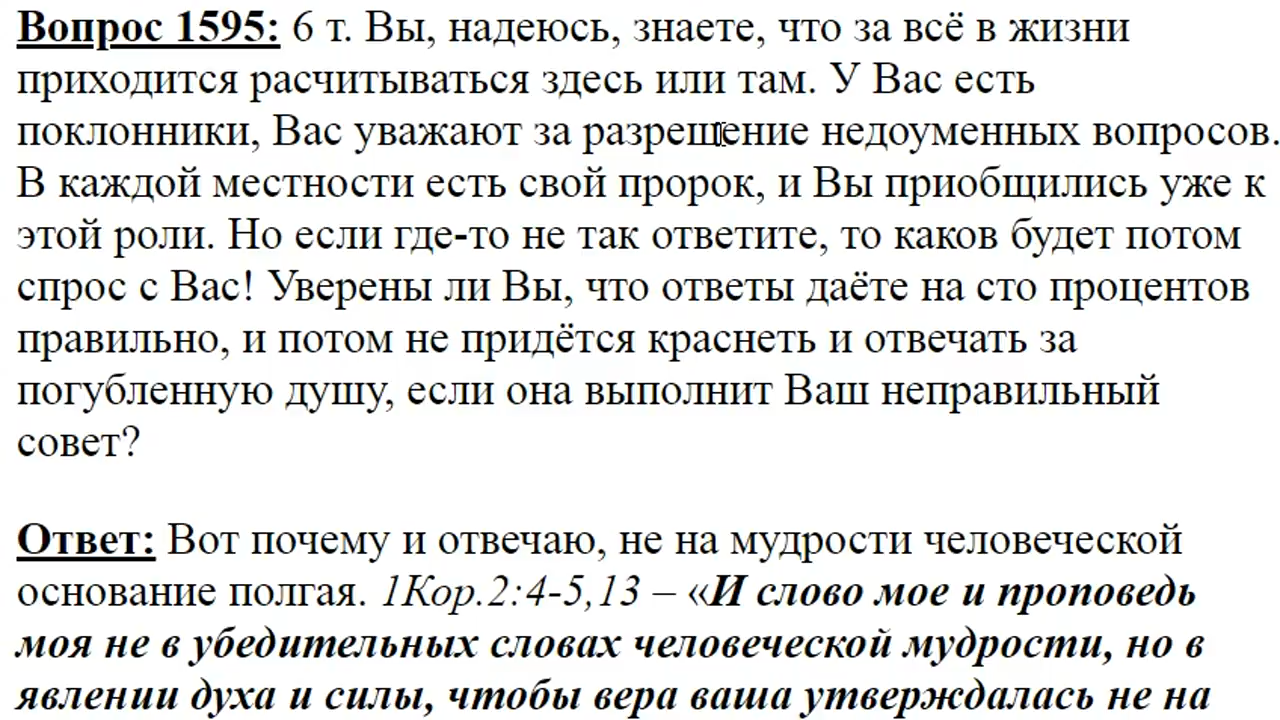 Вопрос 1595: 6 т. Вы, надеюсь, знаете, что за всё в жизни
приходится расчитываться здесь или там. У Вас есть
поклонники, Вас уважают за разрешение недоуменных вопросов.
В каждой местности есть свой пророк, и Вы приобщились уже к
этой роли. Но если где-то не так ответите, то каков будет потом
спрос с Вас! Уверены ли Вы, что ответы даёте на сто процентов
правильно, и потом не придётся краснеть и отвечать за
погубленную душу, если она выполнит Ваш неправильный
совет?
Ответ: Вот почему и отвечаю, не на мудрости человеческой
основание полгая. 1Кор.2:4-5,13 – «И слово мое и проповедь
моя не в убедительных словах человеческой мудрости, но в
явлении духа и силы, чтобы вера ваша утверждалась не на